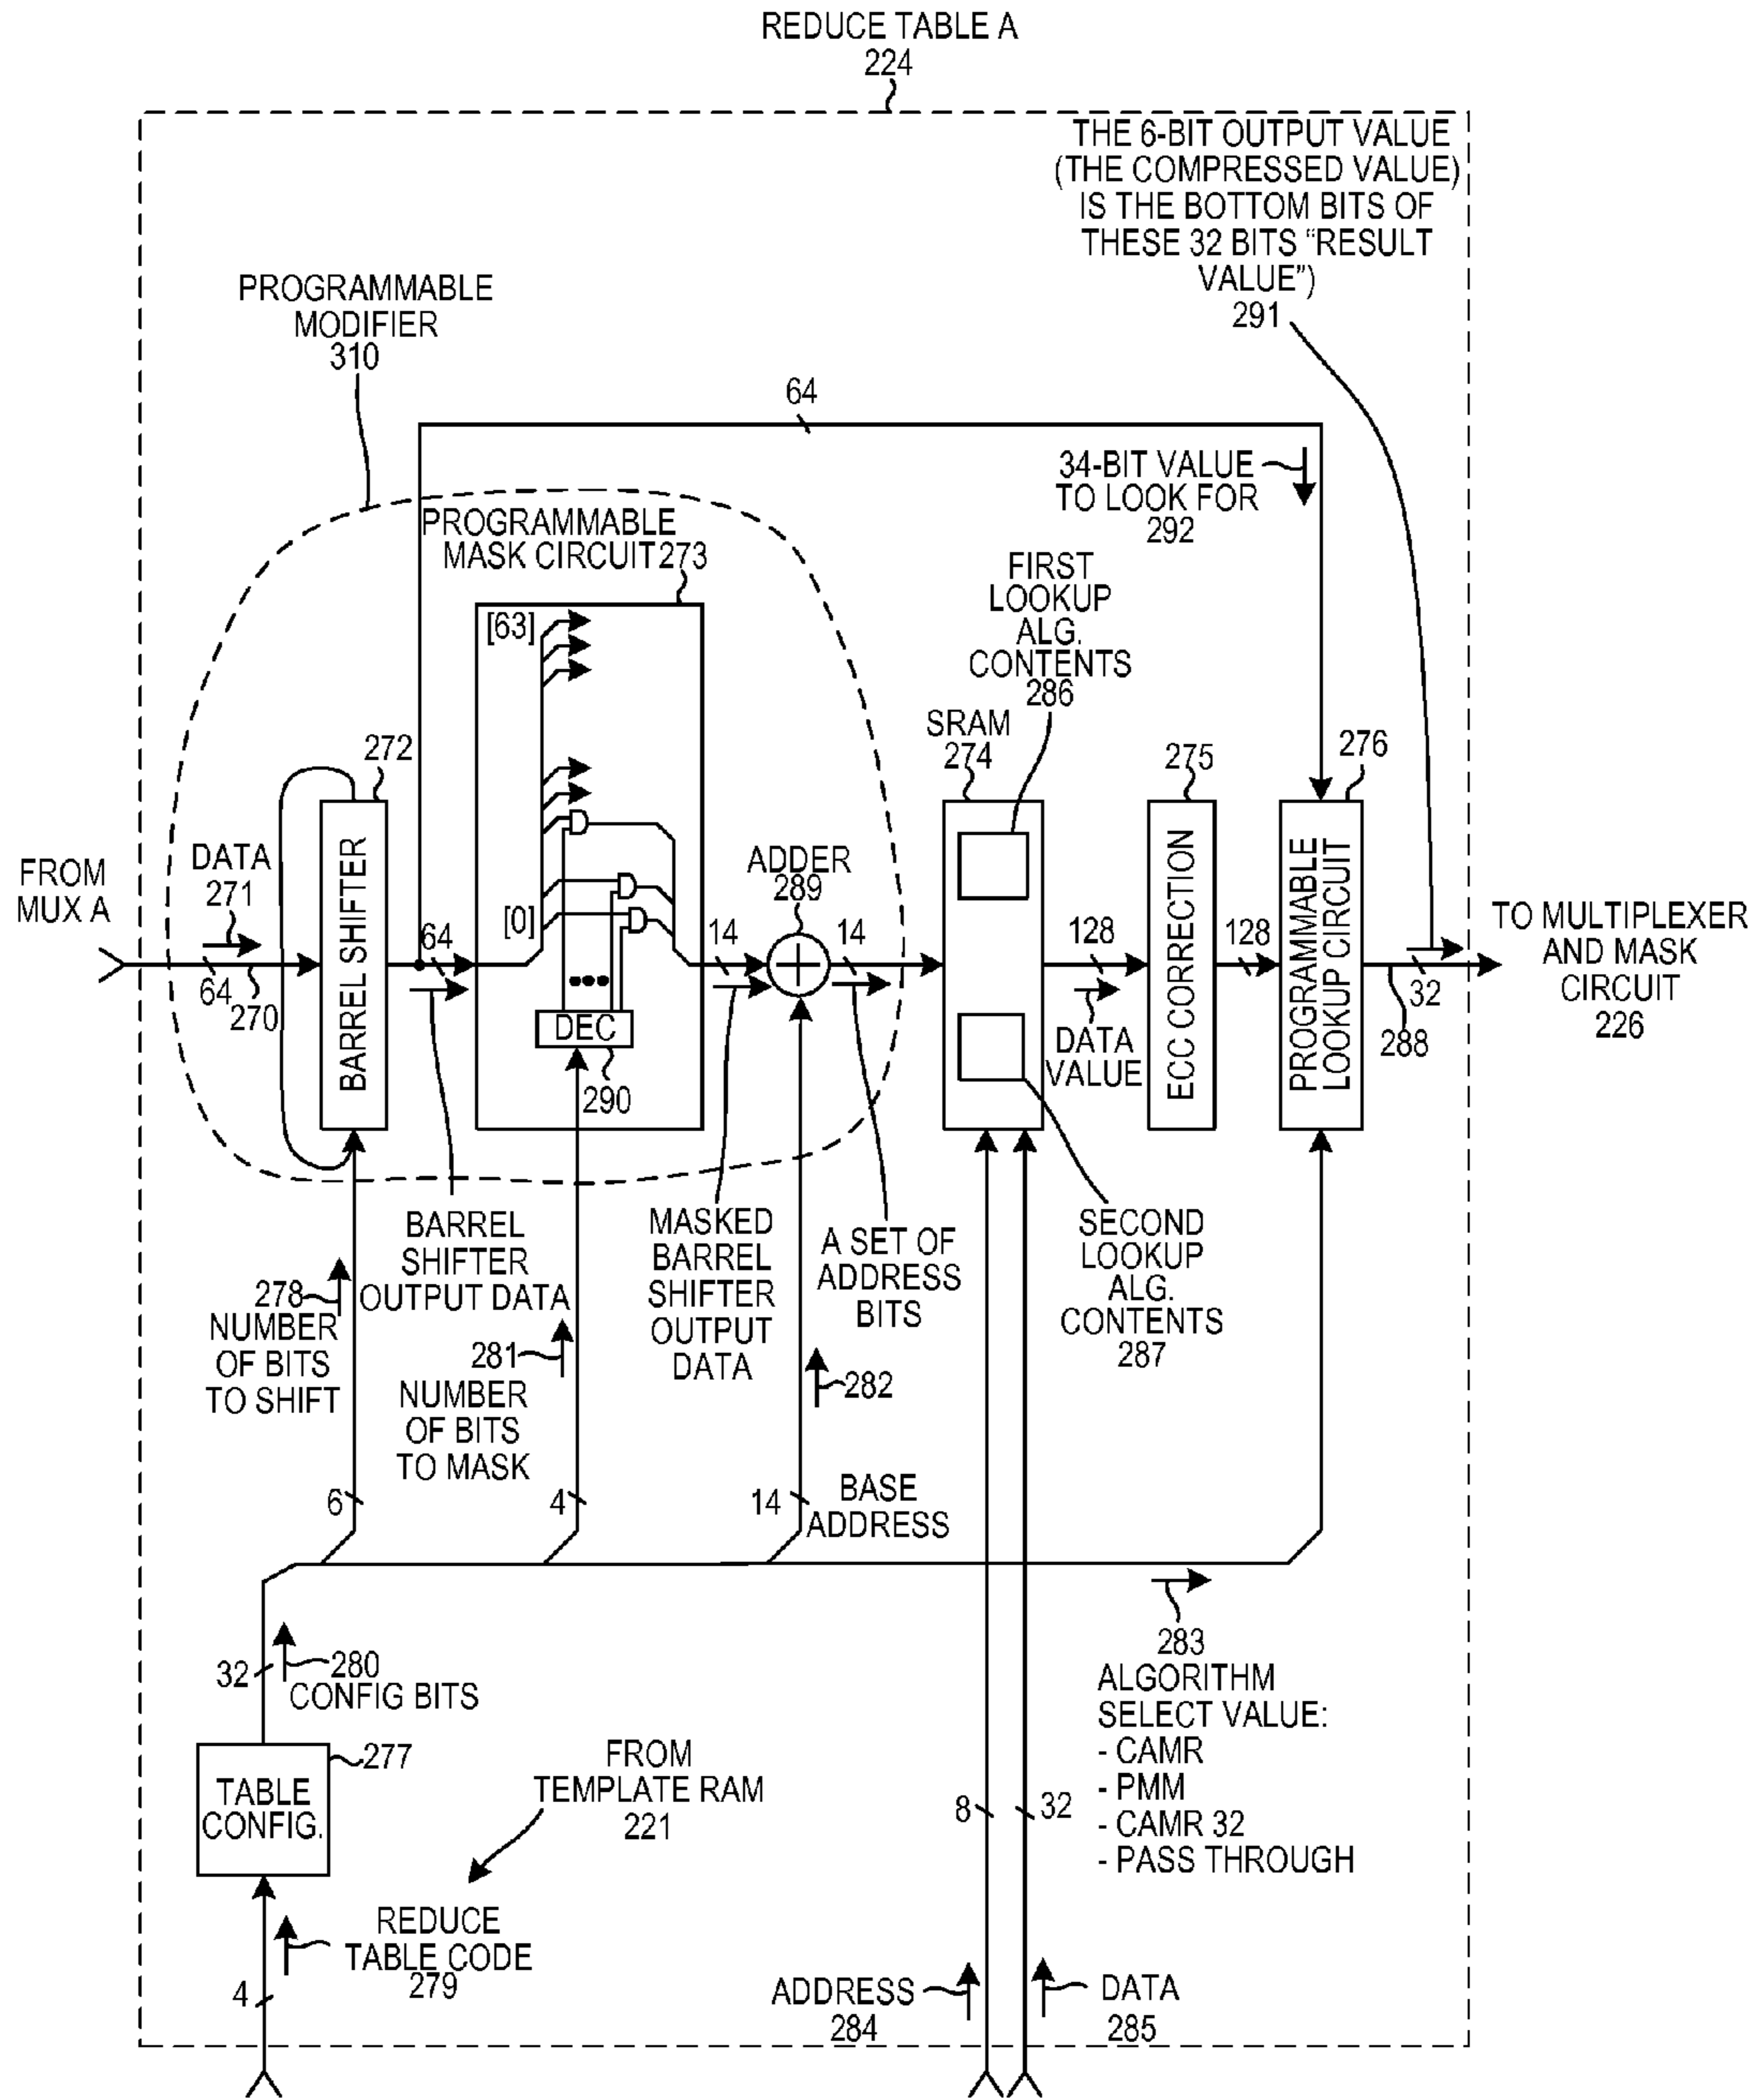 REDUCE TABLE A
224
THE 6-BIT OUTPUT VALUE
(THE COMPRESSED VALUE)
IS THE BOTTOM BITS OF
THESE 32 BITS "RESULT
VALUE")
291
PROGRAMMABLE
MODIFIER
310
64
34-BIT VALUE
TO LOOK FOR
292
PROGRAMMABLE
MASK CIRCUIT 273
FIRST
LOOKUP
ALG.
CONTENTS
286
[63]
SRAM
274
272
275
276
FROM
MUX A
DATA
271
64
270
BARREL SHIFTER
64
[0]
DEC
290
14
ADDER
289
14
128
DATA
VALUE
ECC CORRECTION
128
PROGRAMMABLE
LOOKUP CIRCUIT
32
288
TO MULTIPLEXER
AND MASK
CIRCUIT
226
BARREL
SHIFTER
OUTPUT DATA
MASKED
BARREL
SHIFTER
OUTPUT
DATA
A SET OF
ADDRESS
BITS
SECOND
LOOKUP
ALG.
CONTENTS
287
278
NUMBER
OF BITS
TO SHIFT
281
NUMBER
OF BITS
TO MASK
282
6
4
14
BASE
ADDRESS
283
ALGORITHM
SELECT VALUE:
- CAMR
- PMM
- CAMR 32
- PASS THROUGH
32
280
CONFIG BITS
277
TABLE
CONFIG.
FROM
TEMPLATE RAM
221
8
32
REDUCE
TABLE CODE
279
4
ADDRESS
284
DATA
285